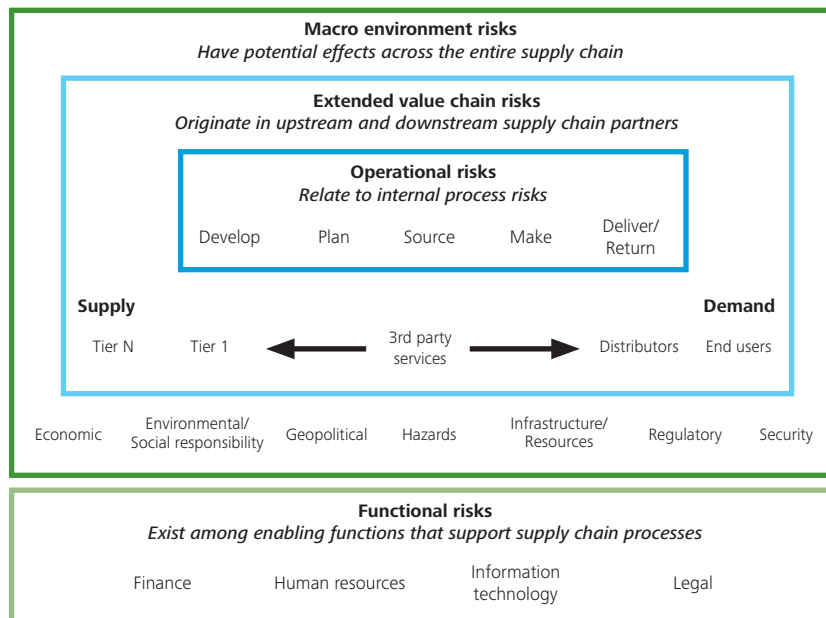 Macro environment risks
Have potential effects across the entire supply chain
Extended value chain risks
Originate in upstream and downstream supply chain partners
Operational risks
Relate to internal process risks
Develop
Plan
Source
Make
Deliver/
Return
Supply
Demand
Tier N
Tier 1
3rd party
services
Distributors
End users
Economic
Environmental/
Social responsibility
Geopolitical
Hazards
Infrastructure/
Resources
Regulatory
Security
Functional risks
Exist among enabling functions that support supply chain processes
Finance
Human resources
Information
technology
Legal